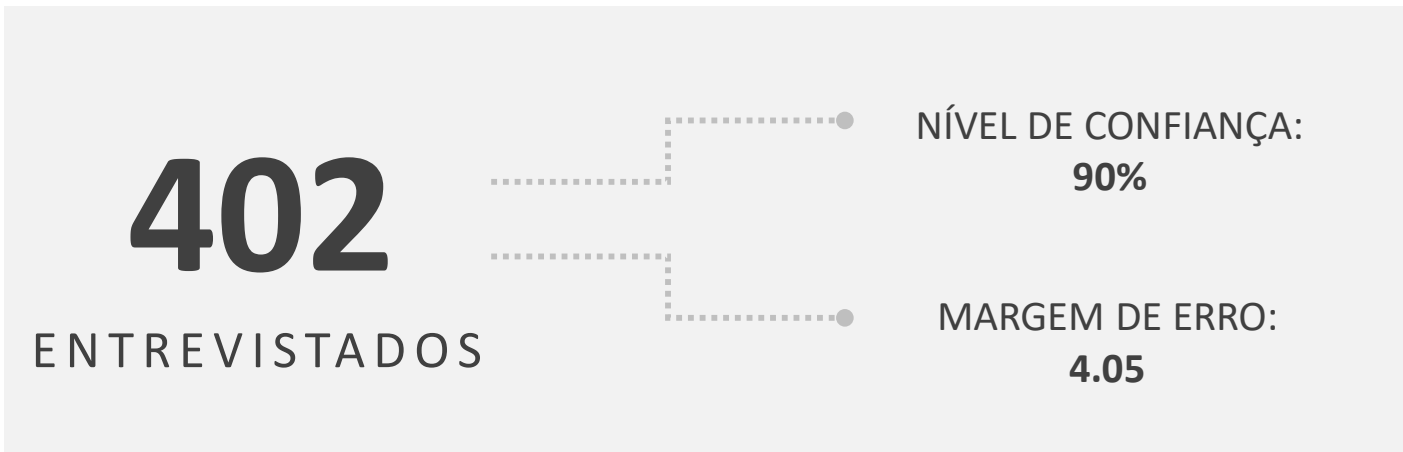 402
ENTREVISTADOS
NÍVEL DE CONFIANÇA:
90%
MARGEM DE ERRO:
4.05